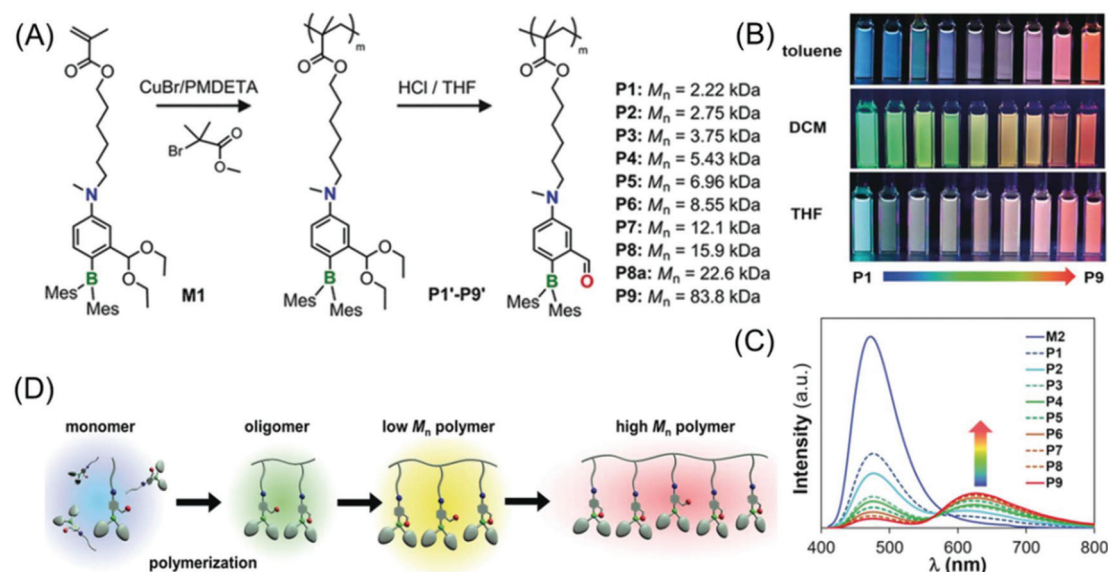 (A)
O
O
CuBr/PMDETA
Br
O
O
N
O
O
B
Mes
Mes
M1
m
O
O
N
O
O
B
Mes
Mes
P1'-P9'
HCl / THF
m
O
O
N
B
O
Mes
Mes
P1: Mn = 2.22 kDa
P2: Mn = 2.75 kDa
P3: Mn = 3.75 kDa
P4: Mn = 5.43 kDa
P5: Mn = 6.96 kDa
P6: Mn = 8.55 kDa
P7: Mn = 12.1 kDa
P8: Mn = 15.9 kDa
P8a: Mn = 22.6 kDa
P9: Mn = 83.8 kDa
(B)
toluene
DCM
THF
P1
P9
(C)
Intensity (a.u.)
M2
P1
P2
P3
P4
P5
P6
P7
P8
P9
400 500 600 700 800
λ (nm)
(D)
monomer
oligomer
low Mn polymer
high Mn polymer
polymerization